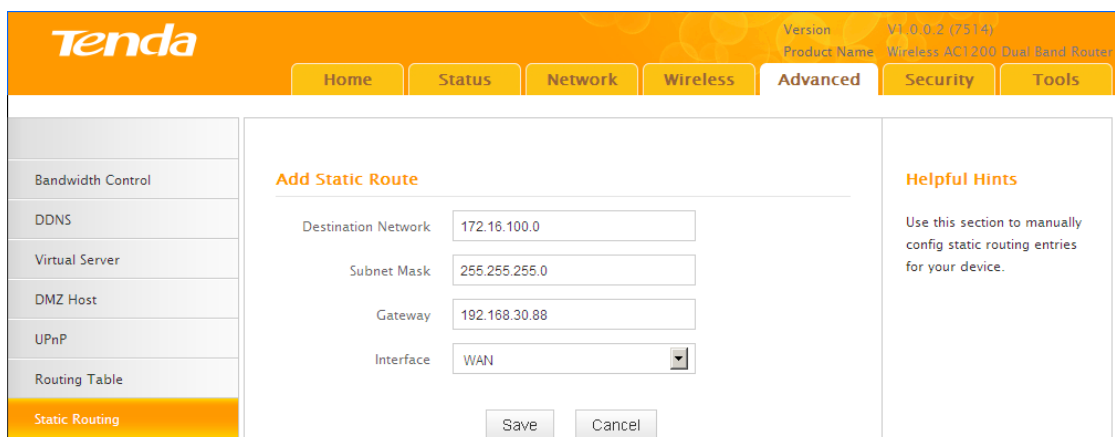 Tenda
Version V1.0.0.2 (7514)
Product Name Wireless AC1200 Dual Band Router
Home Status Network Wireless Advanced Security Tools
Bandwidth Control
DDNS
Virtual Server
DMZ Host
UPnP
Routing Table
Static Routing
Add Static Route
Destination Network 172.16.100.0
Subnet Mask 255.255.255.0
Gateway 192.168.30.88
Interface WAN
Save Cancel
Helpful Hints
Use this section to manually
config static routing entries
for your device.